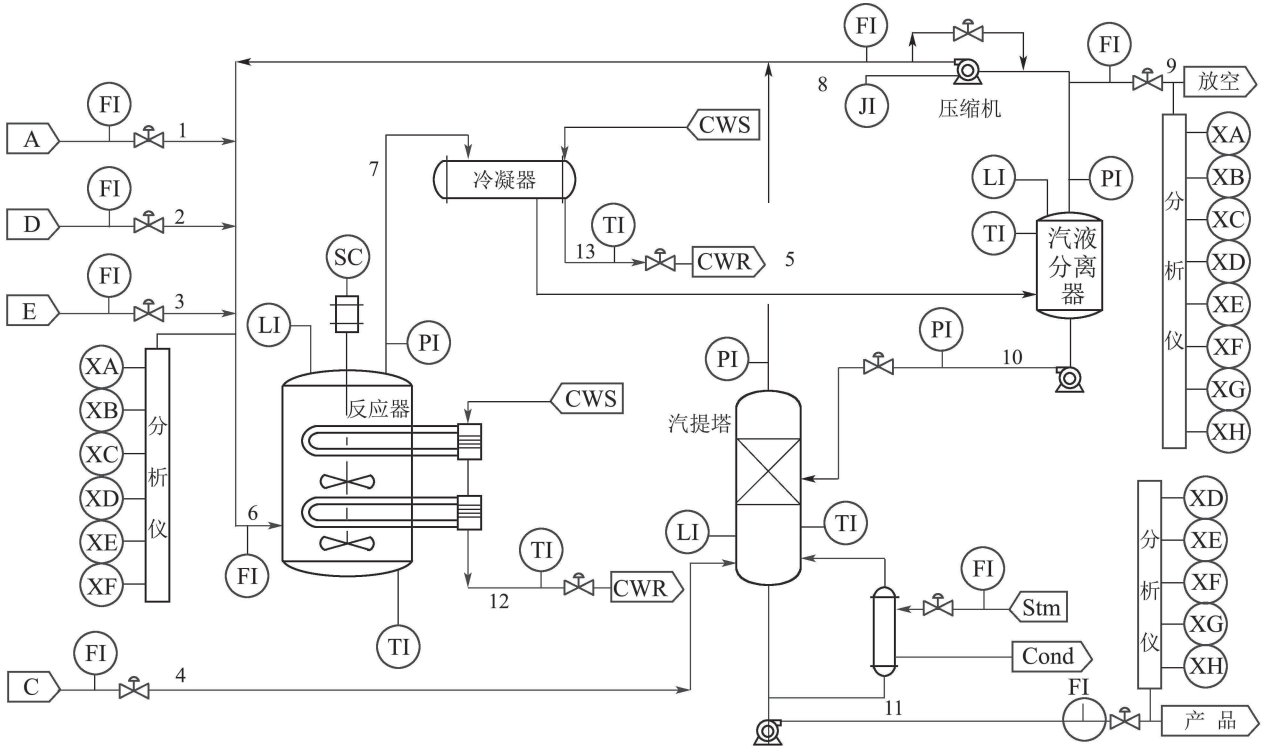 FI
FI
8
JI
压缩机
9
放空
FI
A
1
CWS
7
冷凝器
LI
PI
XA
XB
XC
XD
XE
XF
XG
XH
分析仪
FI
D
2
TI
13
CWR
5
TI
汽液
分离
器
FI
E
3
SC
LI
PI
PI
PI
10
XA
XB
XC
XD
XE
XF
分析仪
反应器
CWS
汽提塔
6
FI
TI
12
CWR
TI
LI
TI
FI
Stm
Cond
XD
XE
XF
XG
XH
分析仪
FI
C
4
11
FI
产品